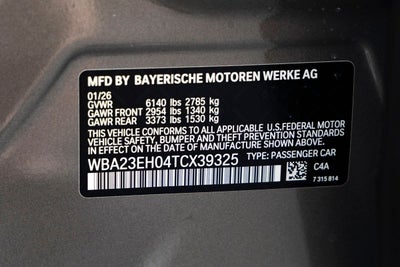 MFD BY BAYERISCHE MOTOREN WERKE AG
01/26
GVWR 6140 lbs 2785 kg
GAWR FRONT 2954 lbs 1340 kg
GAWR REAR 3373 lbs 1530 kg
THIS VEHICLE CONFORMS TO ALL APPLICABLE U.S.FEDERAL MOTOR
VEHICLE SAFETY, BUMPER, AND THEFT PREVENTION STANDARDS
IN EFFECT ON THE DATE OF MANUFACTURE SHOWN ABOVE.
WBA23EH04TCX39325 TYPE: PASSENGER CAR
C4A
7 315 814